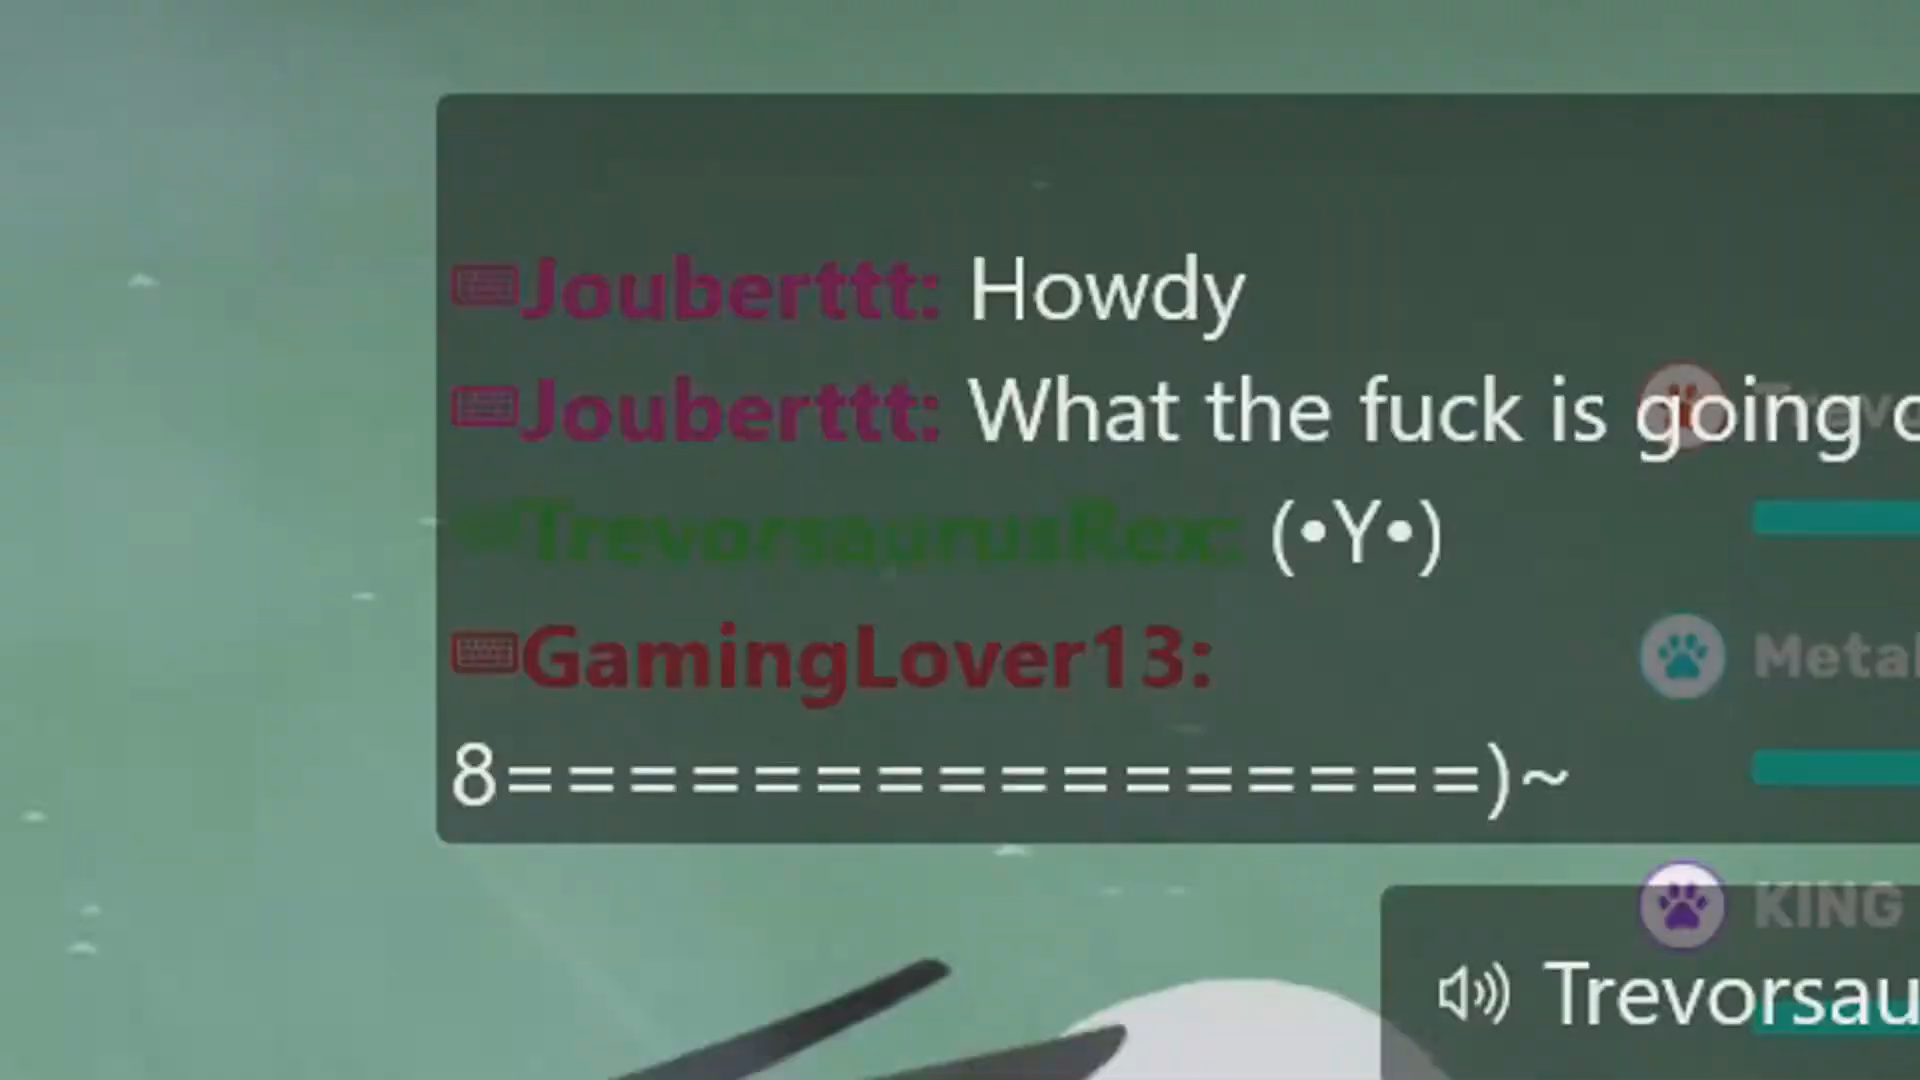 Jouberttt: Howdy
Jouberttt: What the fuck is going
TrevorsaurusRex: (•Y•)
GamingLover13:
8================)~
Metal
KING
Trevorsau